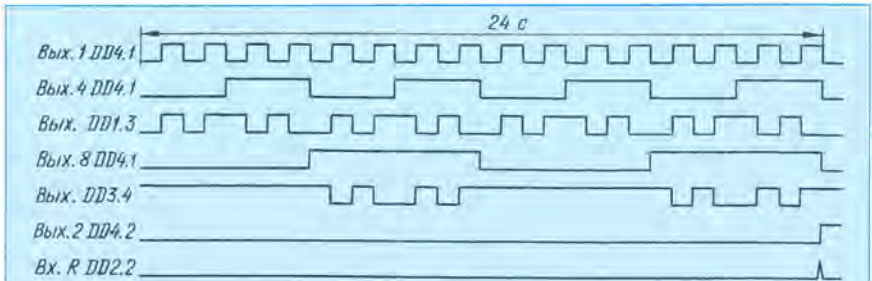 24 с
Вых. 1 DD4.1
Вых. 4 DD4.1
Вых. DD1.3
Вых. 8 DD4.1
Вых. DD3.4
Вых. 2 DD4.2
Вх. R DD2.2